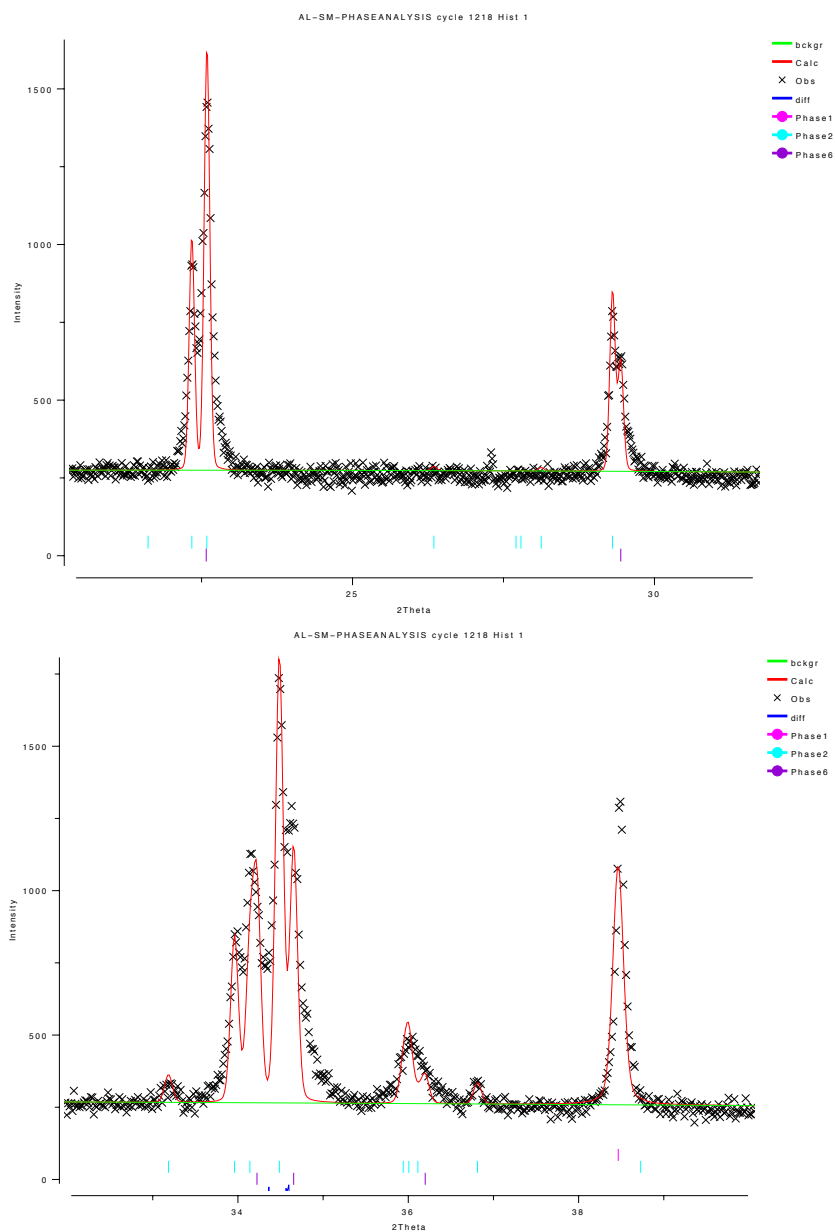 AL-SM-PHASEANALYSIS cycle 1218 Hist 1
bckgr
Calc
Obs
diff
Phase1
Phase2
Phase6
1500
1000
500
0
Intensity
25
30
2Theta
AL-SM-PHASEANALYSIS cycle 1218 Hist 1
bckgr
Calc
Obs
diff
Phase1
Phase2
Phase6
1500
1000
500
0
Intensity
34
36
38
2Theta